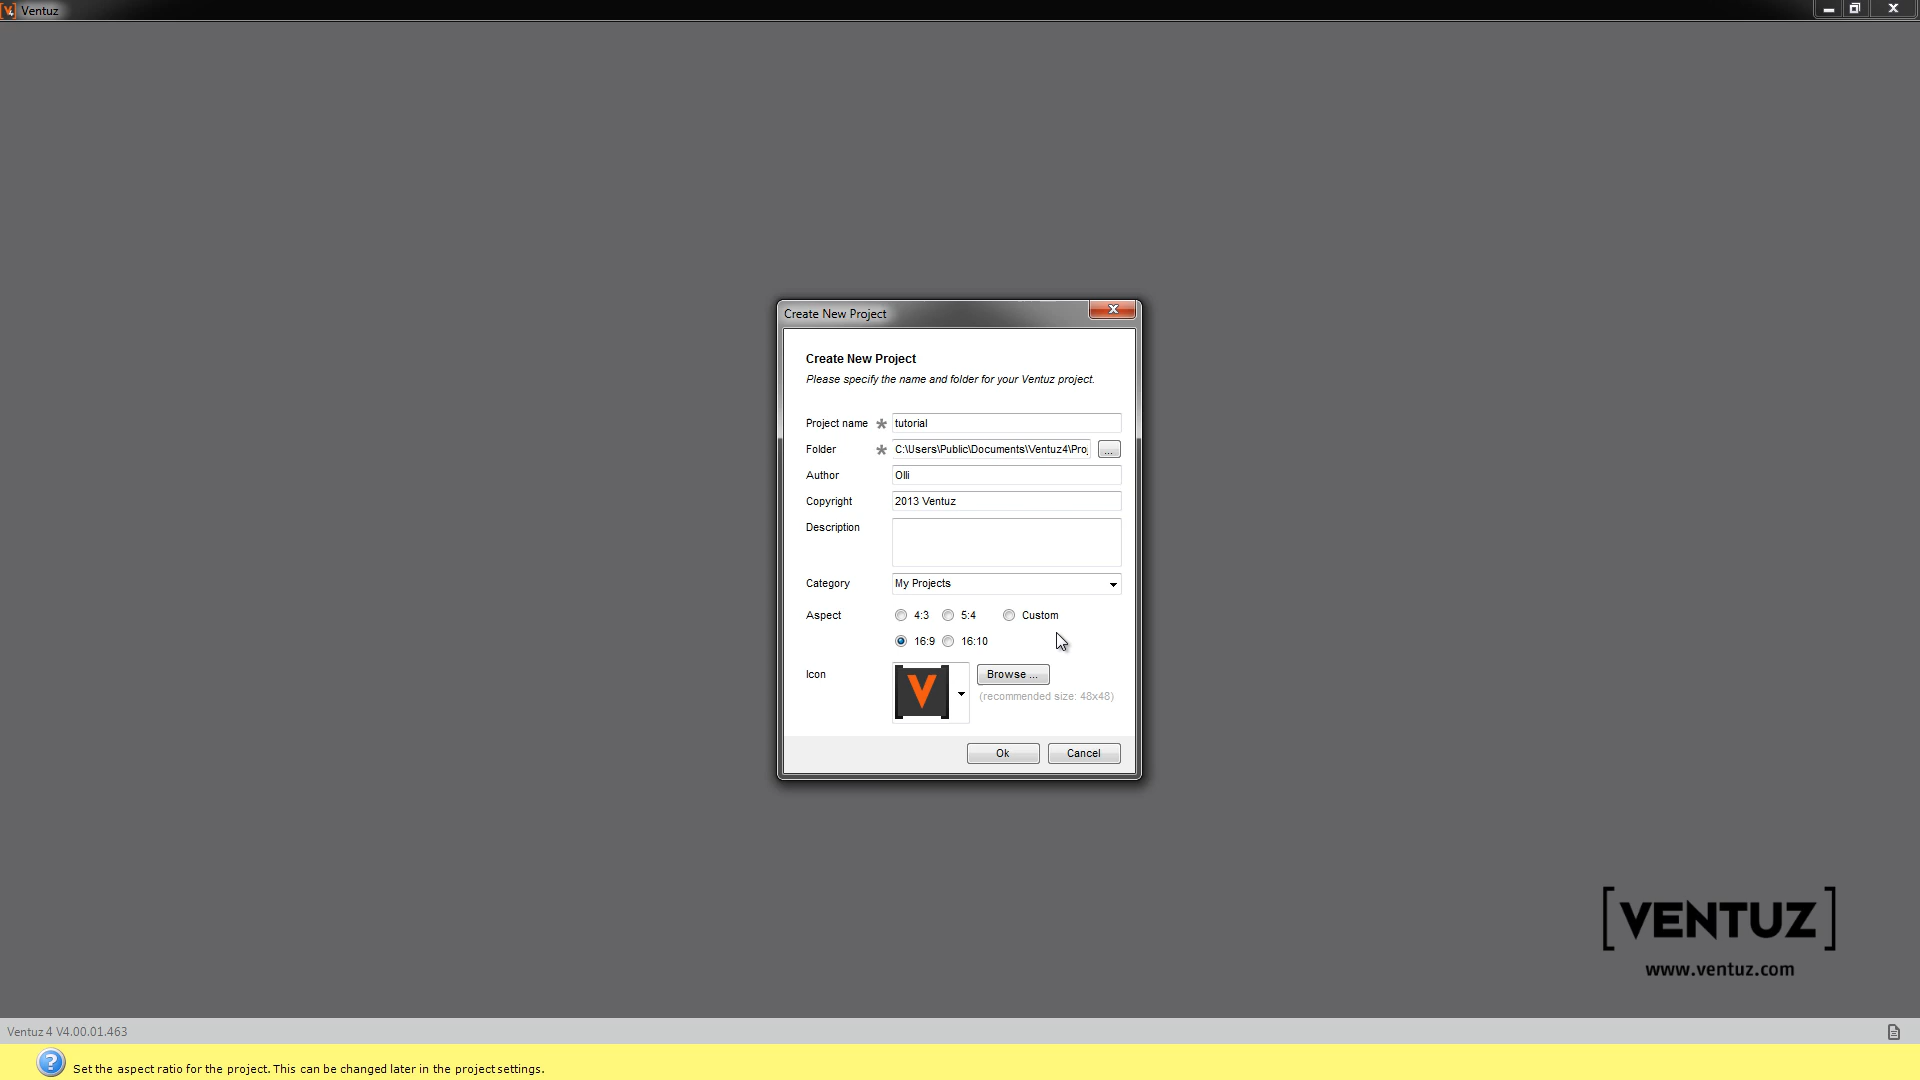 Ventuz
Create New Project
Create New Project
Please specify the name and folder for your Ventuz project.
Project name * tutorial
Folder * C:\Users\Public\Documents\Ventuz4\Proj ...
Author Olli
Copyright 2013 Ventuz
Description
Category My Projects
Aspect 4:3 5:4 Custom
16:9 16:10
Icon V Browse ...
(recommended size: 48x48)
Ok Cancel
[VENTUZ]
www.ventuz.com
Ventuz 4 V4.00.01.463
? Set the aspect ratio for the project. This can be changed later in the project settings.